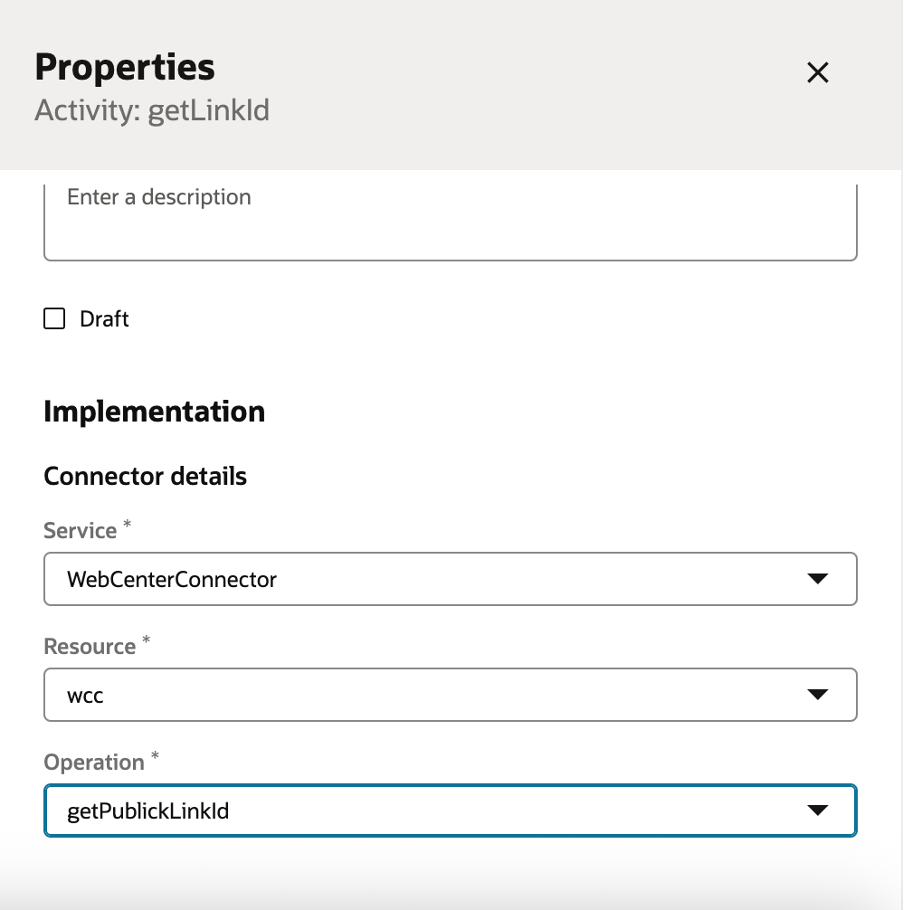 Properties
Activity: getLinkId
Enter a description
Draft
Implementation
Connector details
Service *
WebCenterConnector
Resource *
wcc
Operation *
getPublickLinkId